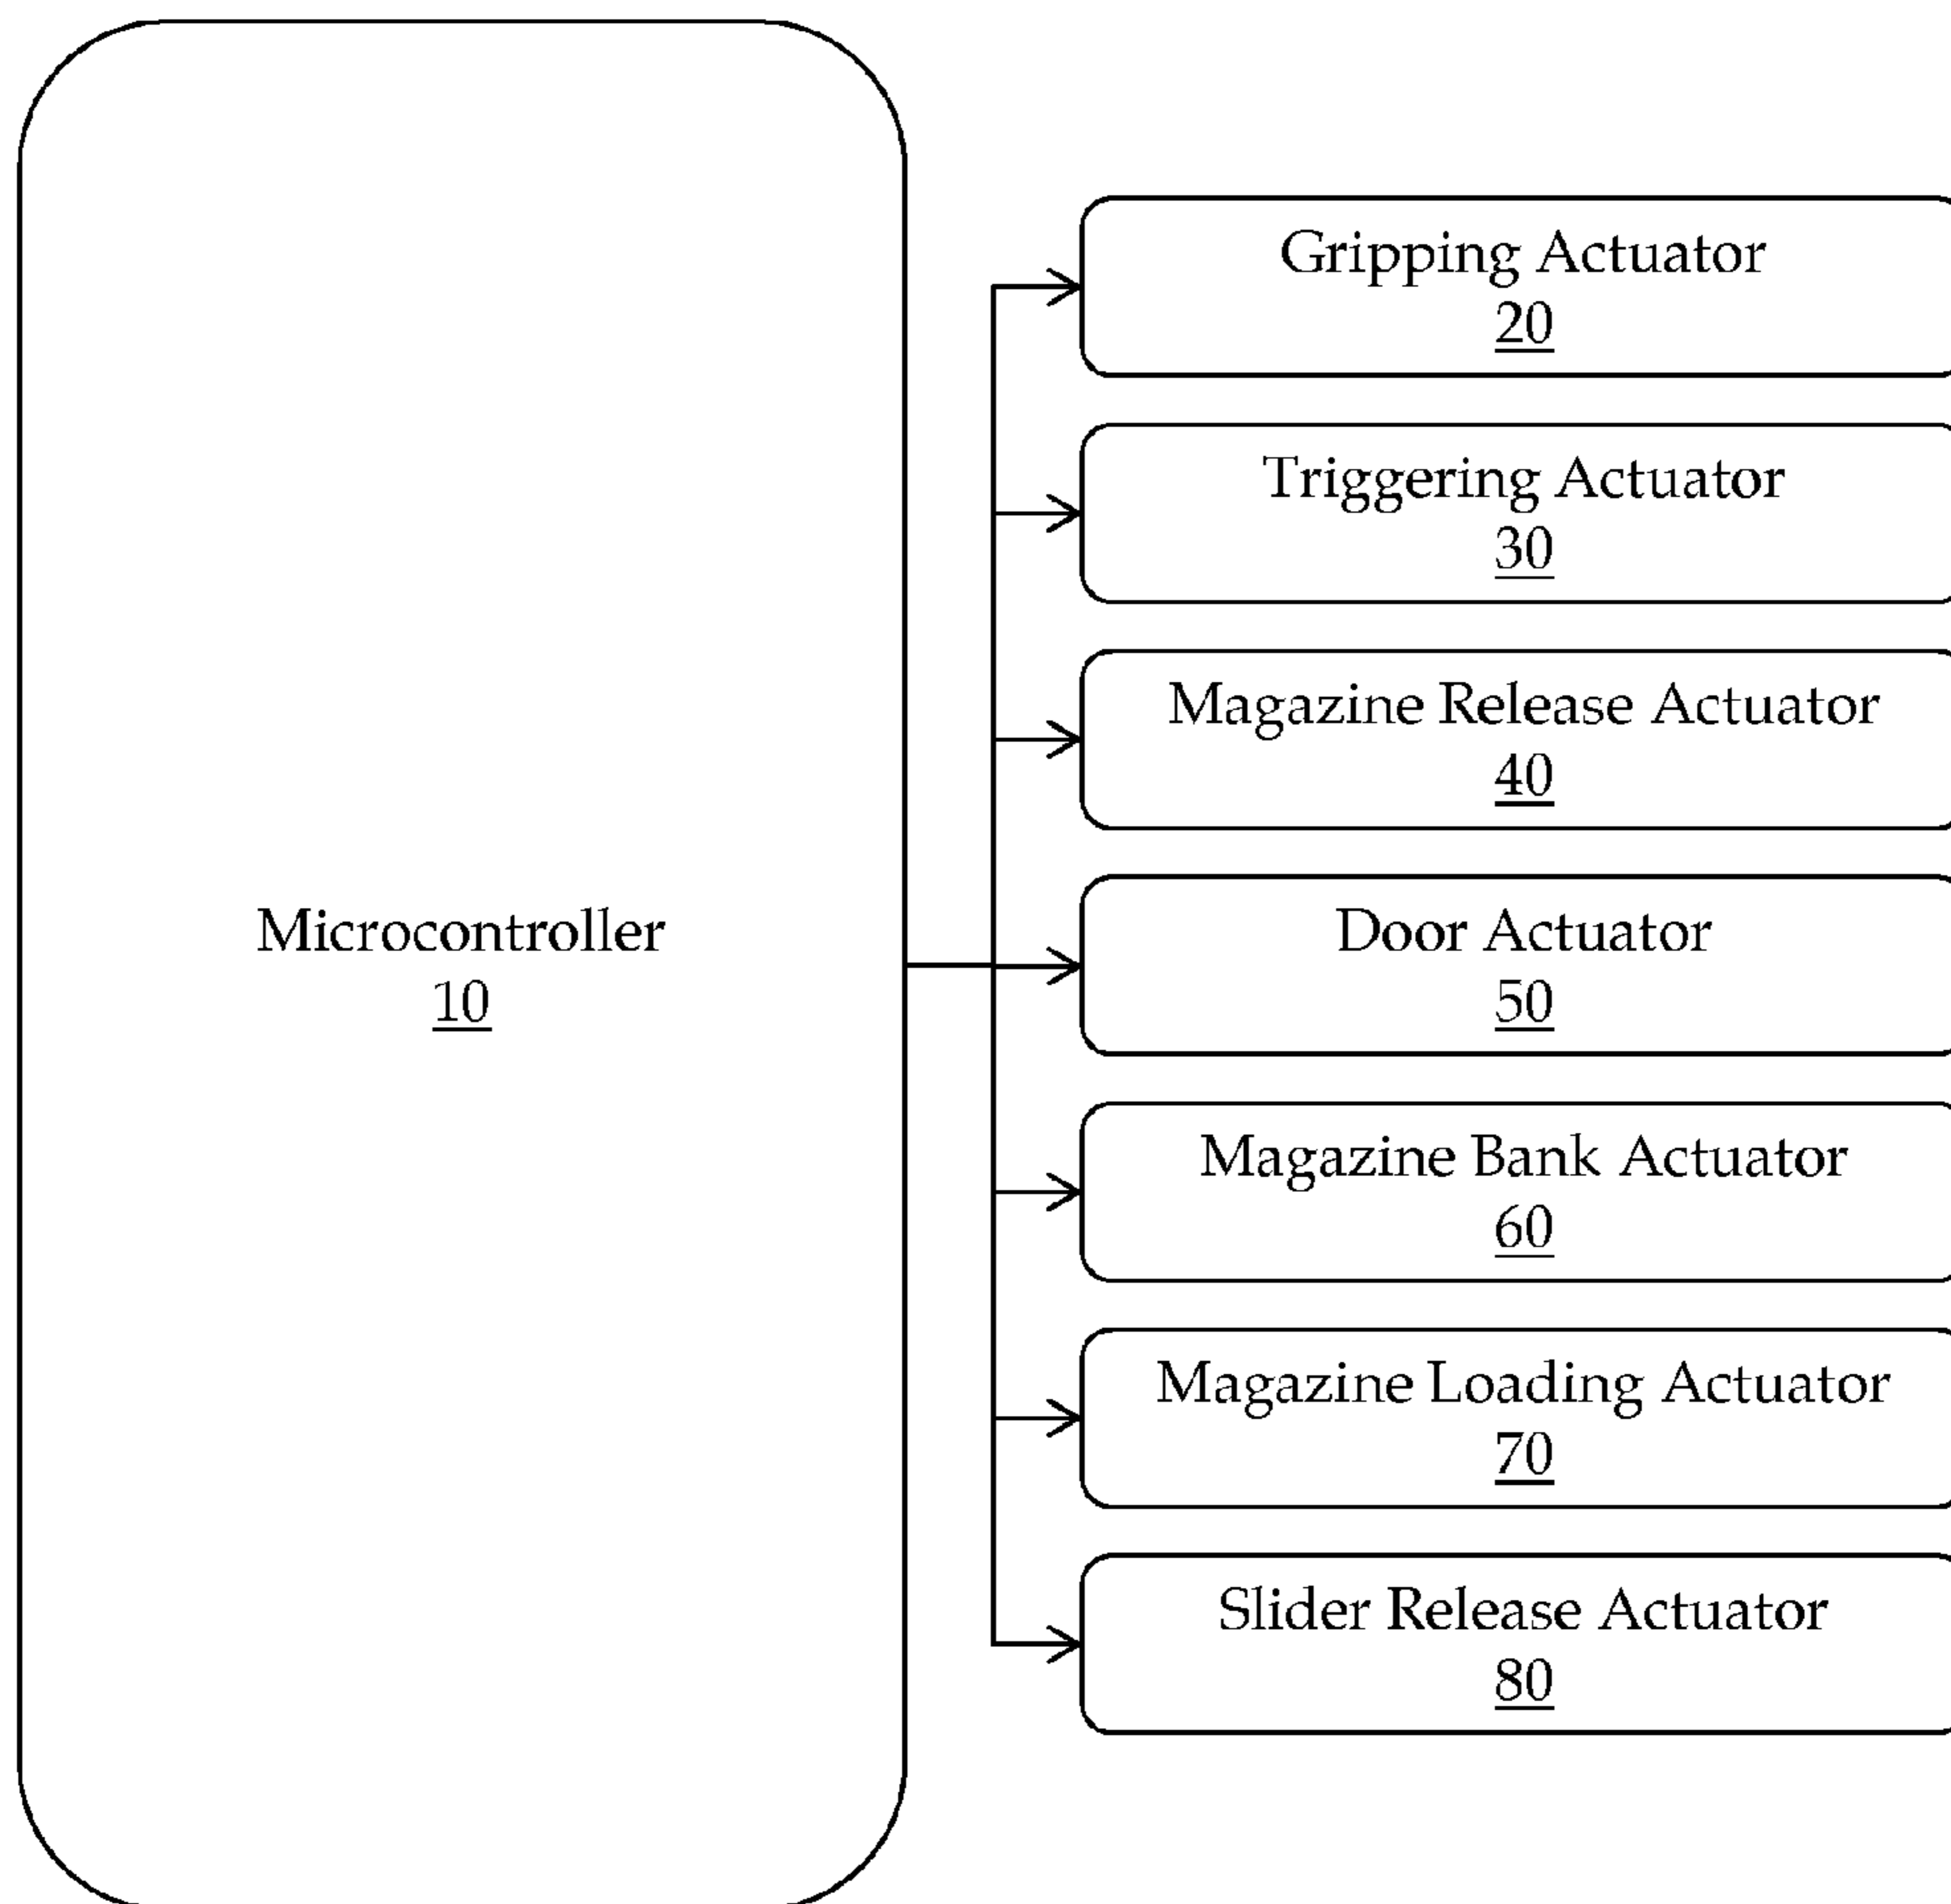 Gripping Actuator
20
Triggering Actuator
30
Magazine Release Actuator
40
Microcontroller
10
Door Actuator
50
Magazine Bank Actuator
60
Magazine Loading Actuator
70
Slider Release Actuator
80